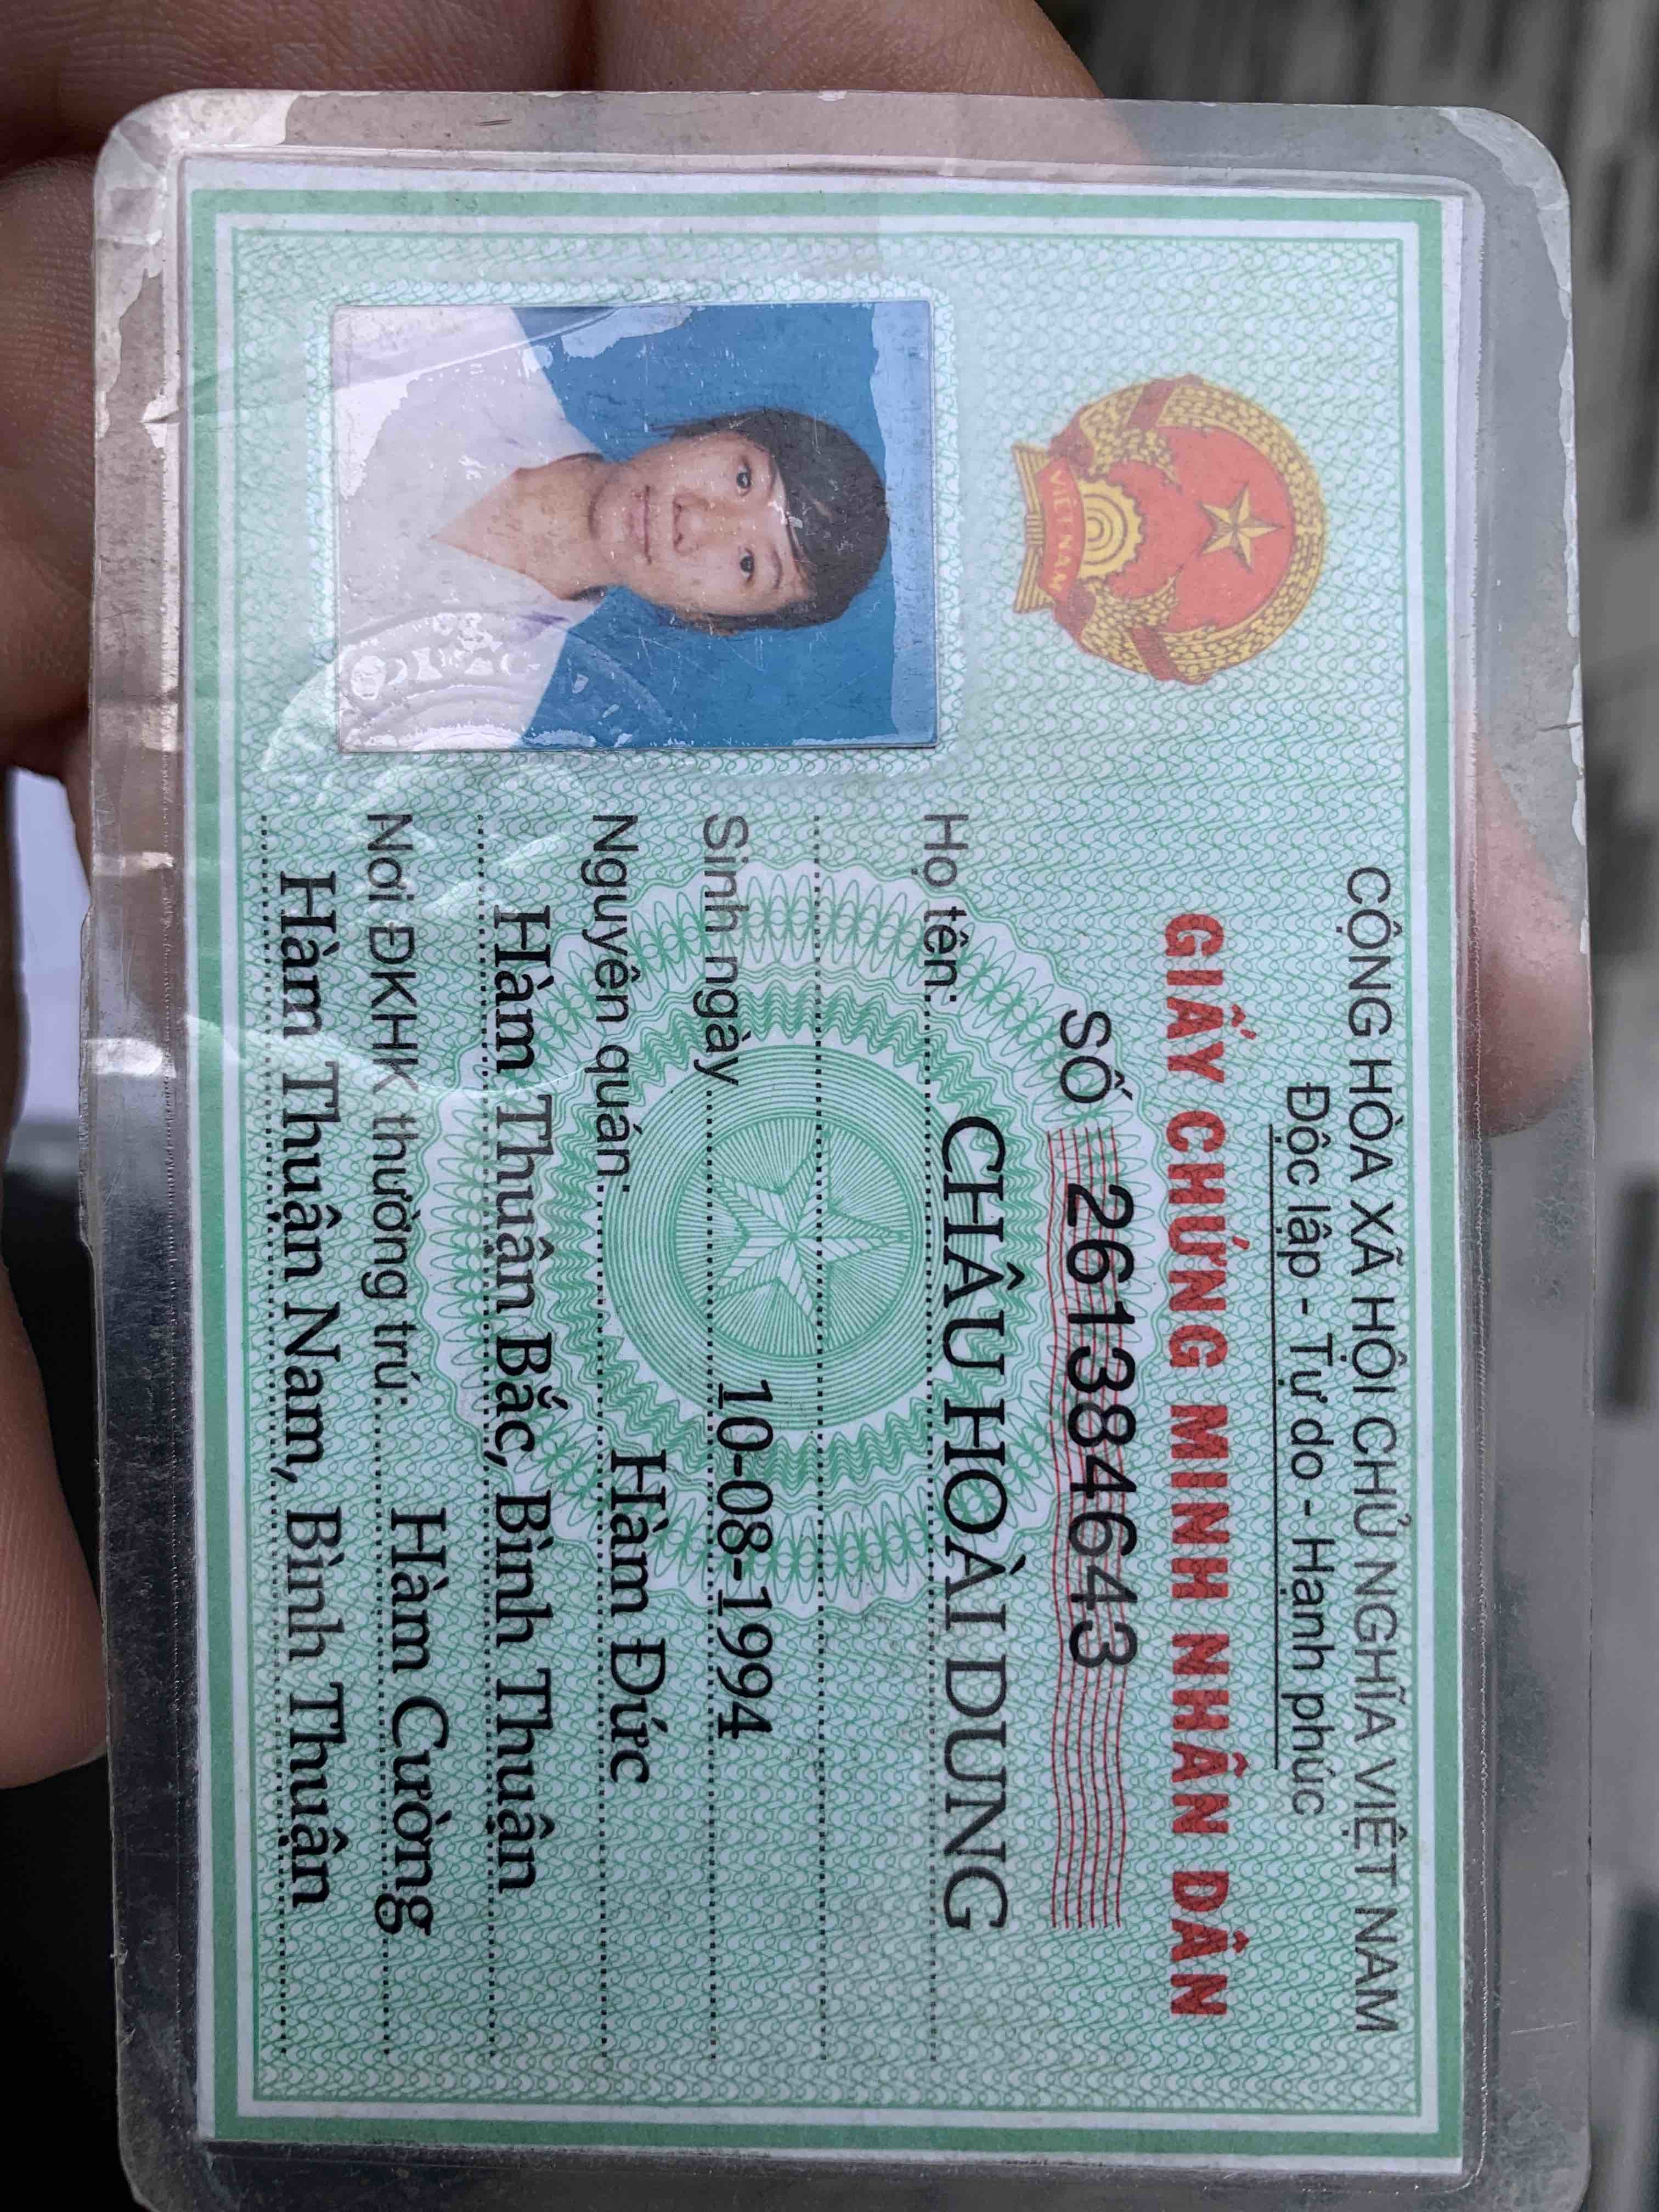 CỘNG HÒA XÃ HỘI CHỦ NGHĨA VIỆT NAM
Độc lập - Tự do - Hạnh phúc
GIẤY CHỨNG MINH NHÂN DÂN
SỐ 261384643
Họ tên: CHÂU HOÀI DUNG
Sinh ngày 10-08-1994
Nguyên quán: Hàm Đức
Hàm Thuận Bắc, Bình Thuận
Nơi ĐKHK thường trú: Hàm Cường
Hàm Thuận Nam, Bình Thuận
VIỆT NAM